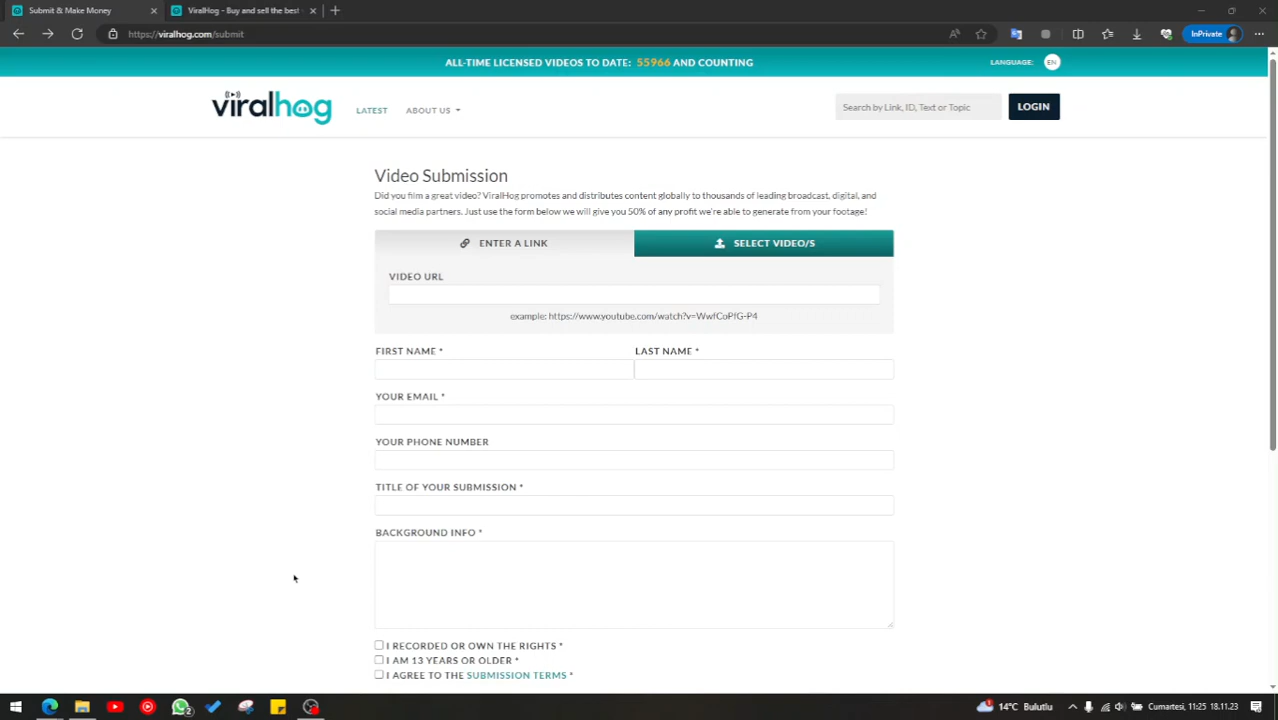 Submit & Make Money
ViralHog - Buy and sell the best
https://viralhog.com/submit
InPrivate
ALL-TIME LICENSED VIDEOS TO DATE: 55966 AND COUNTING
LANGUAGE: EN
viralhog
LATEST
ABOUT US
Search by Link, ID, Text or Topic
LOGIN
Video Submission
Did you film a great video? ViralHog promotes and distributes content globally to thousands of leading broadcast, digital, and
social media partners. Just use the form below we will give you 50% of any profit we're able to generate from your footage!
ENTER A LINK
SELECT VIDEO/S
VIDEO URL
example: https://www.youtube.com/watch?v=WwfCoPfG-P4
FIRST NAME *
LAST NAME *
YOUR EMAIL *
YOUR PHONE NUMBER
TITLE OF YOUR SUBMISSION *
BACKGROUND INFO *
I RECORDED OR OWN THE RIGHTS *
I AM 13 YEARS OR OLDER *
I AGREE TO THE SUBMISSION TERMS *
2
14°C Bulutlu
Cumartesi, 11:25 18.11.23